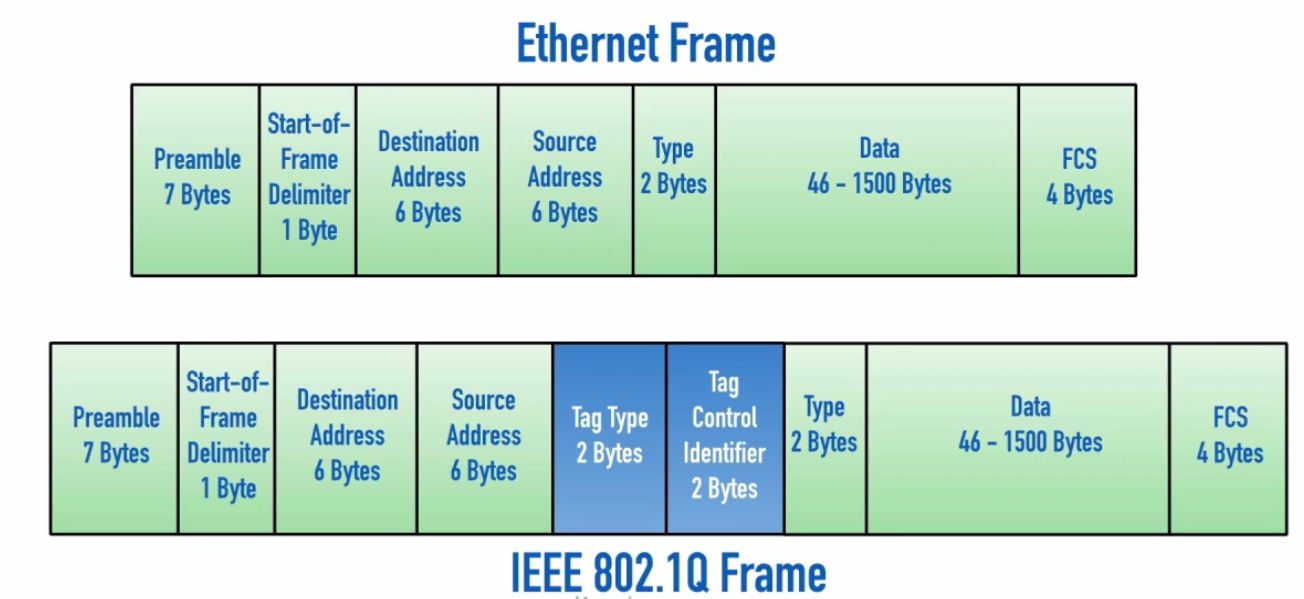 Ethernet Frame
Preamble
7 Bytes
Start-of-
Frame
Delimiter
1 Byte
Destination
Address
6 Bytes
Source
Address
6 Bytes
Type
2 Bytes
Data
46 - 1500 Bytes
FCS
4 Bytes
Preamble
7 Bytes
Start-of-
Frame
Delimiter
1 Byte
Destination
Address
6 Bytes
Source
Address
6 Bytes
Tag Type
2 Bytes
Tag
Control
Identifier
2 Bytes
Type
2 Bytes
Data
46 - 1500 Bytes
FCS
4 Bytes
IEEE 802.1Q Frame